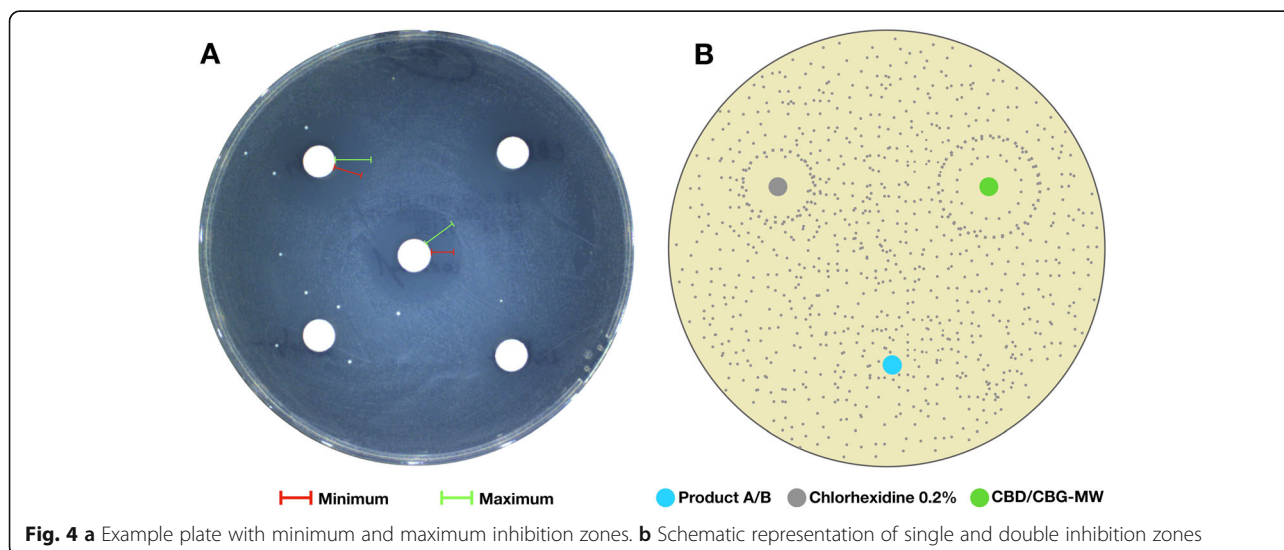 A B
Minimum Maximum Product A/B Chlorhexidine 0.2% CBD/CBG-MW
Fig. 4 a Example plate with minimum and maximum inhibition zones. b Schematic representation of single and double inhibition zones